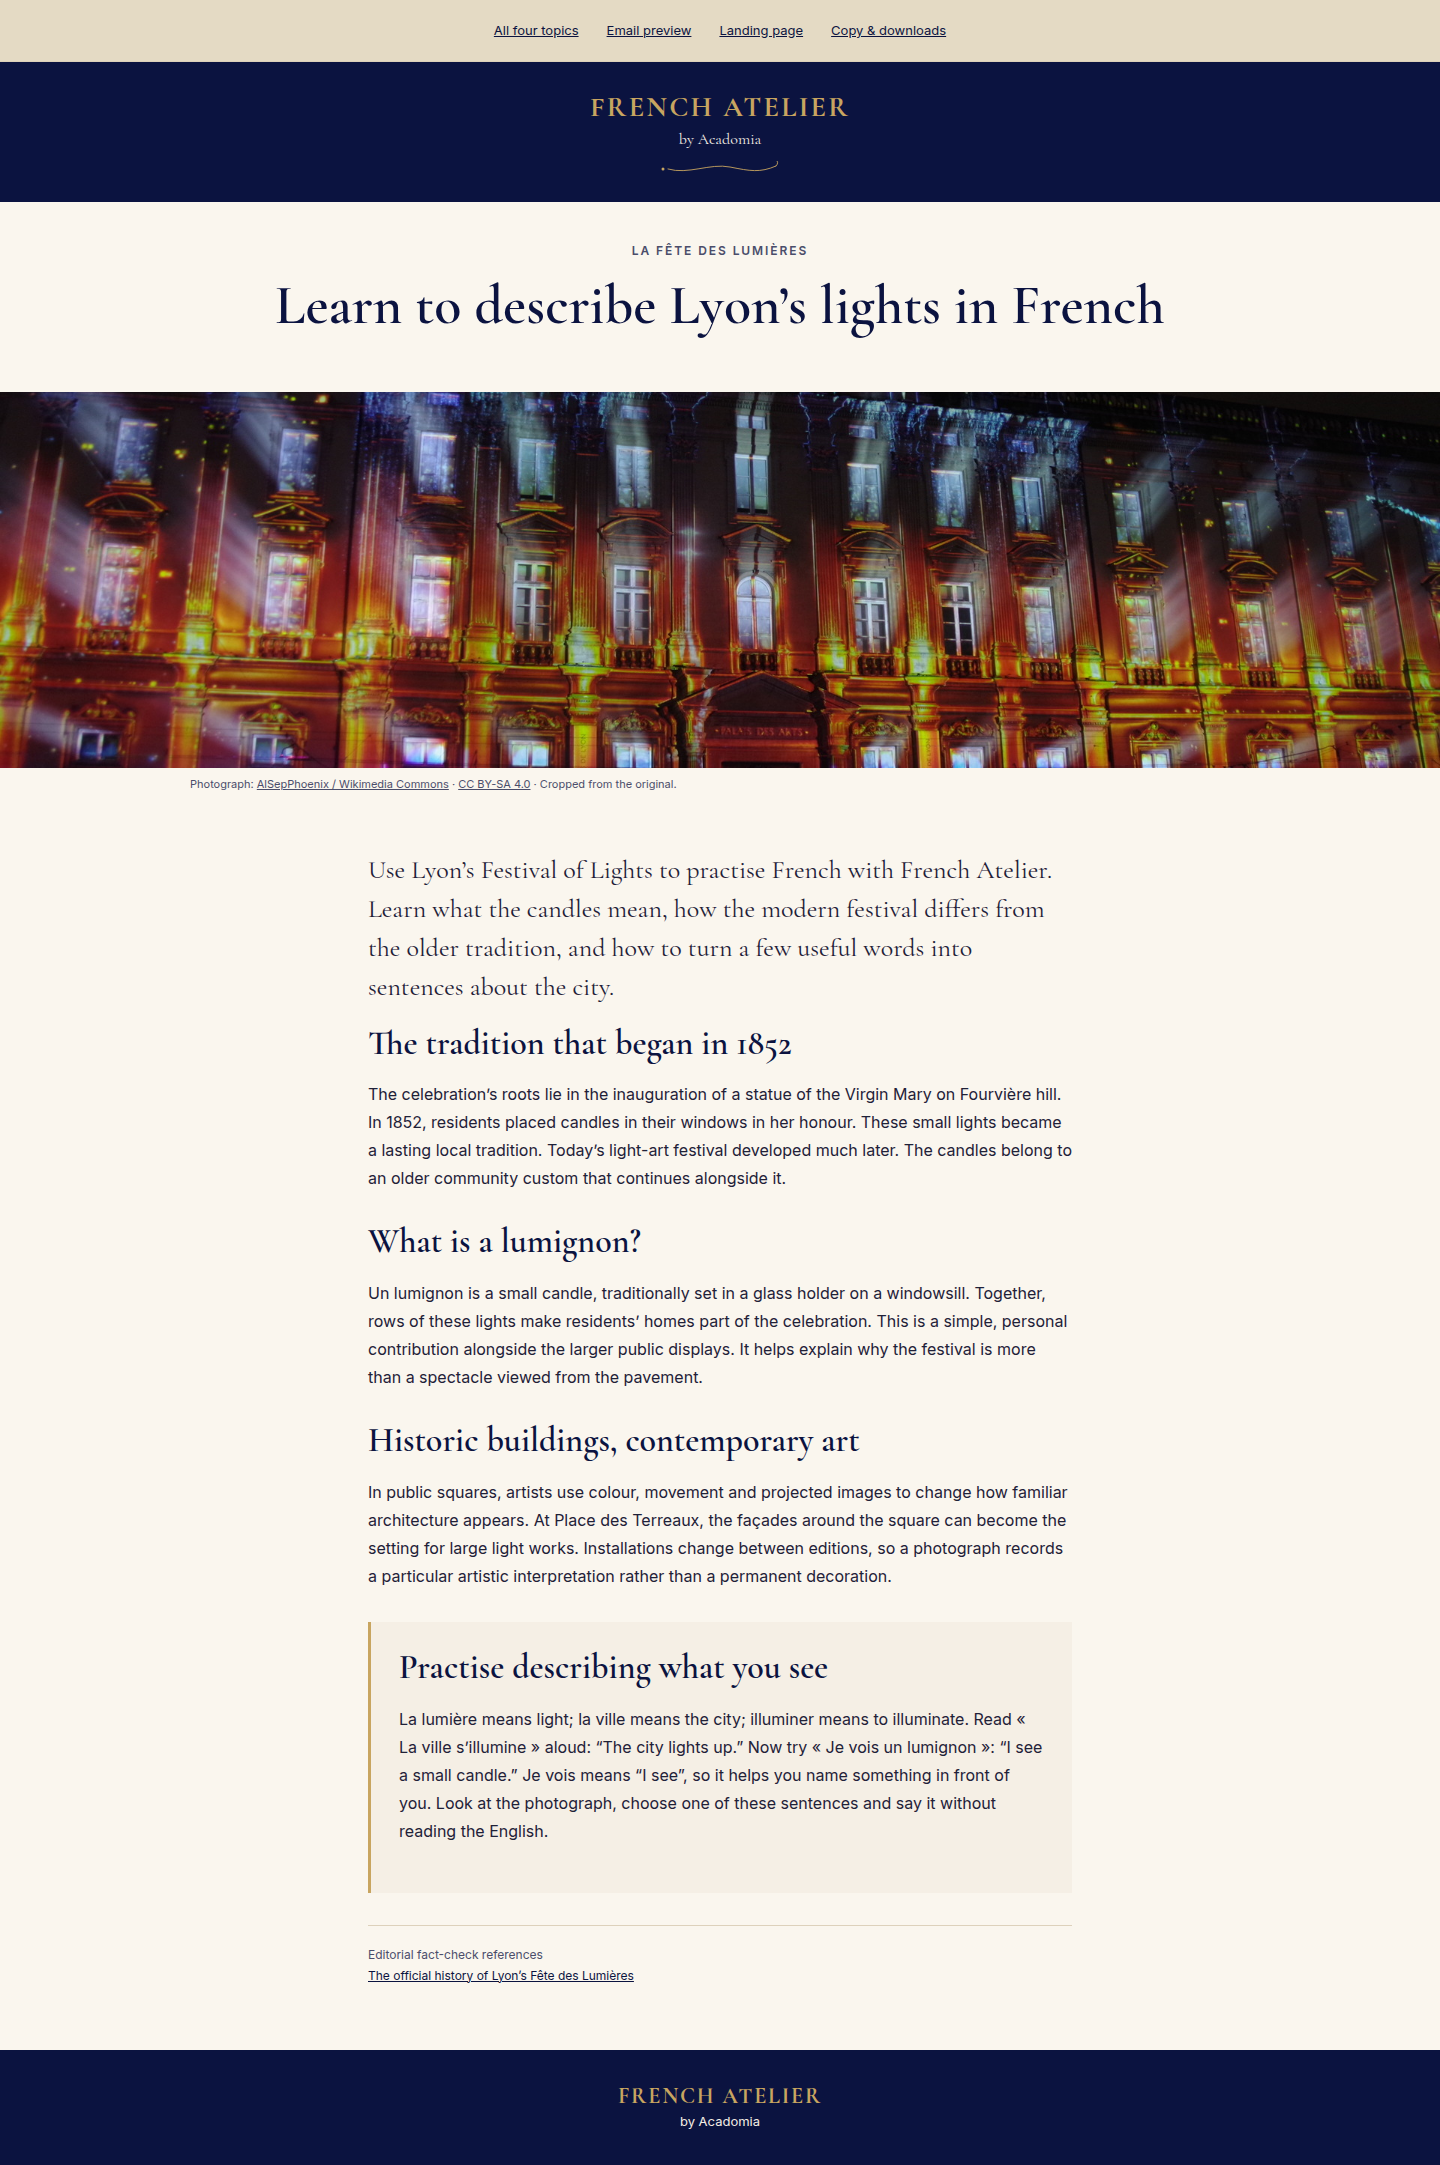 All four topics Email preview Landing page Copy & downloads
FRENCH ATELIER
by Acadomia
LA FÊTE DES LUMIÈRES
Learn to describe Lyon’s lights in French
PALAIS DES ARTS
Photograph: AlSepPhoenix / Wikimedia Commons · CC BY-SA 4.0 · Cropped from the original.
Use Lyon’s Festival of Lights to practise French with French Atelier.
Learn what the candles mean, how the modern festival differs from
the older tradition, and how to turn a few useful words into
sentences about the city.
The tradition that began in 1852
The celebration’s roots lie in the inauguration of a statue of the Virgin Mary on Fourvière hill.
In 1852, residents placed candles in their windows in her honour. These small lights became
a lasting local tradition. Today’s light-art festival developed much later. The candles belong to
an older community custom that continues alongside it.
What is a lumignon?
Un lumignon is a small candle, traditionally set in a glass holder on a windowsill. Together,
rows of these lights make residents’ homes part of the celebration. This is a simple, personal
contribution alongside the larger public displays. It helps explain why the festival is more
than a spectacle viewed from the pavement.
Historic buildings, contemporary art
In public squares, artists use colour, movement and projected images to change how familiar
architecture appears. At Place des Terreaux, the façades around the square can become the
setting for large light works. Installations change between editions, so a photograph records
a particular artistic interpretation rather than a permanent decoration.
Practise describing what you see
La lumière means light; la ville means the city; illuminer means to illuminate. Read «
La ville s’illumine » aloud: “The city lights up.” Now try « Je vois un lumignon »: “I see
a small candle.” Je vois means “I see”, so it helps you name something in front of
you. Look at the photograph, choose one of these sentences and say it without
reading the English.
Editorial fact-check references
The official history of Lyon’s Fête des Lumières
FRENCH ATELIER
by Acadomia